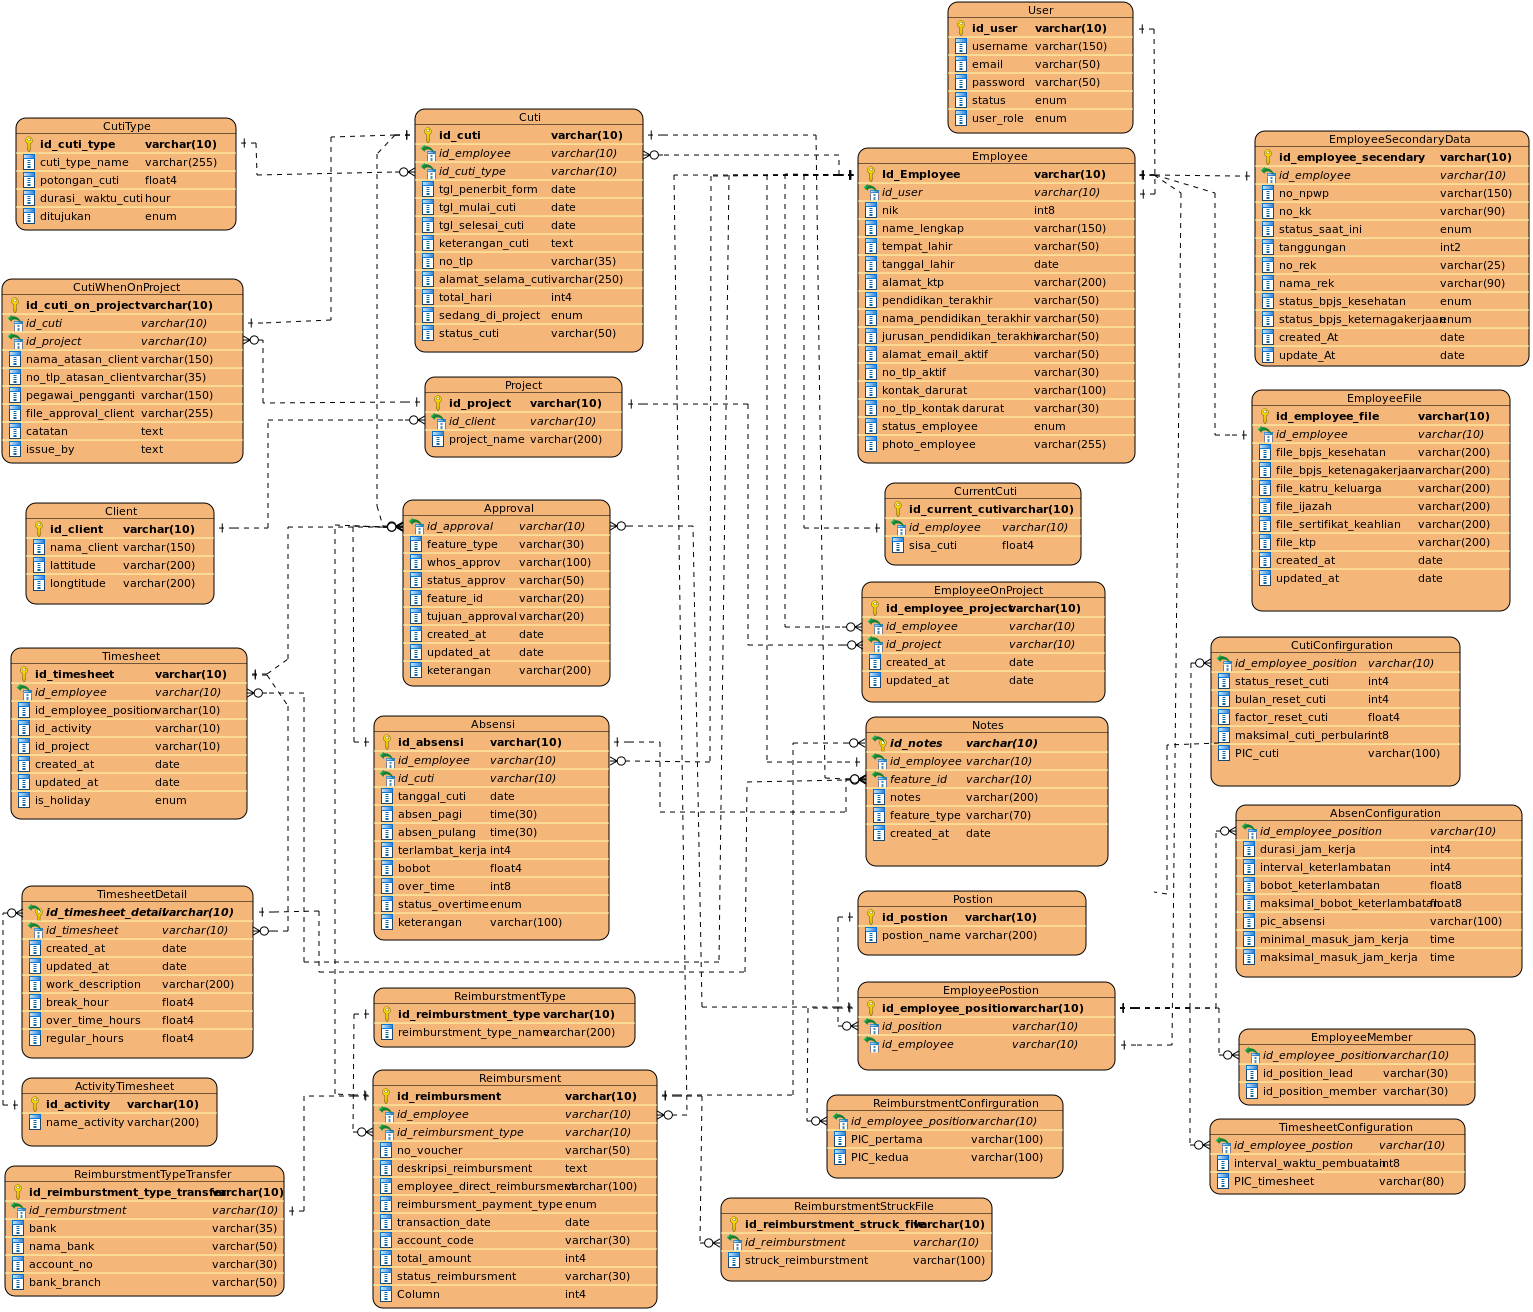 User
id_user varchar(10)
username varchar(150)
email varchar(50)
password varchar(50)
status enum
user_role enum
CutiType
id_cuti_type varchar(10)
cuti_type_name varchar(255)
potongan_cuti float4
durasi_ waktu_cuti hour
ditujukan enum
Cuti
id_cuti varchar(10)
id_employee varchar(10)
id_cuti_type varchar(10)
tgl_penerbit_form date
tgl_mulai_cuti date
tgl_selesai_cuti date
keterangan_cuti text
no_tlp varchar(35)
alamat_selama_cuti varchar(250)
total_hari int4
sedang_di_project enum
status_cuti varchar(50)
Employee
Id_Employee varchar(10)
id_user varchar(10)
nik int8
name_lengkap varchar(150)
tempat_lahir varchar(50)
tanggal_lahir date
alamat_ktp varchar(200)
pendidikan_terakhir varchar(50)
nama_pendidikan_terakhir varchar(50)
jurusan_pendidikan_terakhir varchar(50)
alamat_email_aktif varchar(50)
no_tlp_aktif varchar(30)
kontak_darurat varchar(100)
no_tlp_kontak darurat varchar(30)
status_employee enum
photo_employee varchar(255)
EmployeeSecondaryData
id_employee_secendary varchar(10)
id_employee varchar(10)
no_npwp varchar(150)
no_kk varchar(90)
status_saat_ini enum
tanggungan int2
no_rek varchar(25)
nama_rek varchar(90)
status_bpjs_kesehatan enum
status_bpjs_keternagakerjaan enum
created_At date
update_At date
CutiWhenOnProject
id_cuti_on_project varchar(10)
id_cuti varchar(10)
id_project varchar(10)
nama_atasan_client varchar(150)
no_tlp_atasan_client varchar(35)
pegawai_pengganti varchar(150)
file_approval_client varchar(255)
catatan text
issue_by text
Project
id_project varchar(10)
id_client varchar(10)
project_name varchar(200)
EmployeeFile
id_employee_file varchar(10)
id_employee varchar(10)
file_bpjs_kesehatan varchar(200)
file_bpjs_ketenagakerjaan varchar(200)
file_katru_keluarga varchar(200)
file_ijazah varchar(200)
file_sertifikat_keahlian varchar(200)
file_ktp varchar(200)
created_at date
updated_at date
Client
id_client varchar(10)
nama_client varchar(150)
lattitude varchar(200)
longtitude varchar(200)
Approval
id_approval varchar(10)
feature_type varchar(30)
whos_approv varchar(100)
status_approv varchar(50)
feature_id varchar(20)
tujuan_approval varchar(20)
created_at date
updated_at date
keterangan varchar(200)
CurrentCuti
id_current_cuti varchar(10)
id_employee varchar(10)
sisa_cuti float4
EmployeeOnProject
id_employee_project varchar(10)
id_employee varchar(10)
id_project varchar(10)
created_at date
updated_at date
CutiConfirguration
id_employee_position varchar(10)
status_reset_cuti int4
bulan_reset_cuti int4
factor_reset_cuti float4
maksimal_cuti_perbulan int8
PIC_cuti varchar(100)
Timesheet
id_timesheet varchar(10)
id_employee varchar(10)
id_employee_position varchar(10)
id_activity varchar(10)
id_project varchar(10)
created_at date
updated_at date
is_holiday enum
Absensi
id_absensi varchar(10)
id_employee varchar(10)
id_cuti varchar(10)
tanggal_cuti date
absen_pagi time(30)
absen_pulang time(30)
terlambat_kerja int4
bobot float4
over_time int8
status_overtime enum
keterangan varchar(100)
Notes
id_notes varchar(10)
id_employee varchar(10)
feature_id varchar(10)
notes varchar(200)
feature_type varchar(70)
created_at date
AbsenConfiguration
id_employee_position varchar(10)
durasi_jam_kerja int4
interval_keterlambatan int4
bobot_keterlambatan float8
maksimal_bobot_keterlambatan float8
pic_absensi varchar(100)
minimal_masuk_jam_kerja time
maksimal_masuk_jam_kerja time
TimesheetDetail
id_timesheet_detail varchar(10)
id_timesheet varchar(10)
created_at date
updated_at date
work_description varchar(200)
break_hour float4
over_time_hours float4
regular_hours float4
Postion
id_postion varchar(10)
postion_name varchar(200)
EmployeePostion
id_employee_position varchar(10)
id_position varchar(10)
id_employee varchar(10)
ReimburstmentType
id_reimburstment_type varchar(10)
reimburstment_type_name varchar(200)
EmployeeMember
id_employee_position varchar(10)
id_position_lead varchar(30)
id_position_member varchar(30)
ActivityTimesheet
id_activity varchar(10)
name_activity varchar(200)
Reimbursment
id_reimbursment varchar(10)
id_employee varchar(10)
id_reimbursment_type varchar(10)
no_voucher varchar(50)
deskripsi_reimbursment text
employee_direct_reimbursment varchar(100)
reimbursment_payment_type enum
transaction_date date
account_code varchar(30)
total_amount int4
status_reimbursment varchar(30)
Column int4
ReimburstmentConfirguration
id_employee_position varchar(10)
PIC_pertama varchar(100)
PIC_kedua varchar(100)
TimesheetConfiguration
id_employee_postion varchar(10)
interval_waktu_pembuatan int8
PIC_timesheet varchar(80)
ReimburstmentTypeTransfer
id_reimburstment_type_transfer varchar(10)
id_remburstment varchar(10)
bank varchar(35)
nama_bank varchar(50)
account_no varchar(30)
bank_branch varchar(50)
ReimburstmentStruckFile
id_reimburstment_struck_file varchar(10)
id_reimburstment varchar(10)
struck_reimburstment varchar(100)